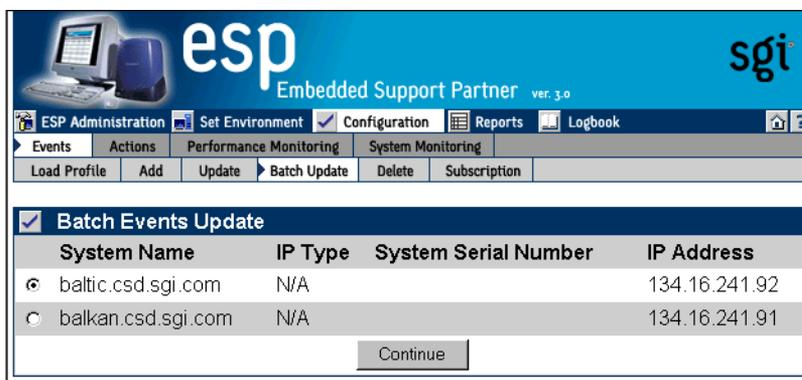 esp
Embedded Support Partner ver. 3.0
sgi
ESP Administration Set Environment Configuration Reports Logbook
Events Actions Performance Monitoring System Monitoring
Load Profile Add Update Batch Update Delete Subscription
Batch Events Update
System Name IP Type System Serial Number IP Address
baltic.csd.sgi.com N/A 134.16.241.92
balkan.csd.sgi.com N/A 134.16.241.91
Continue